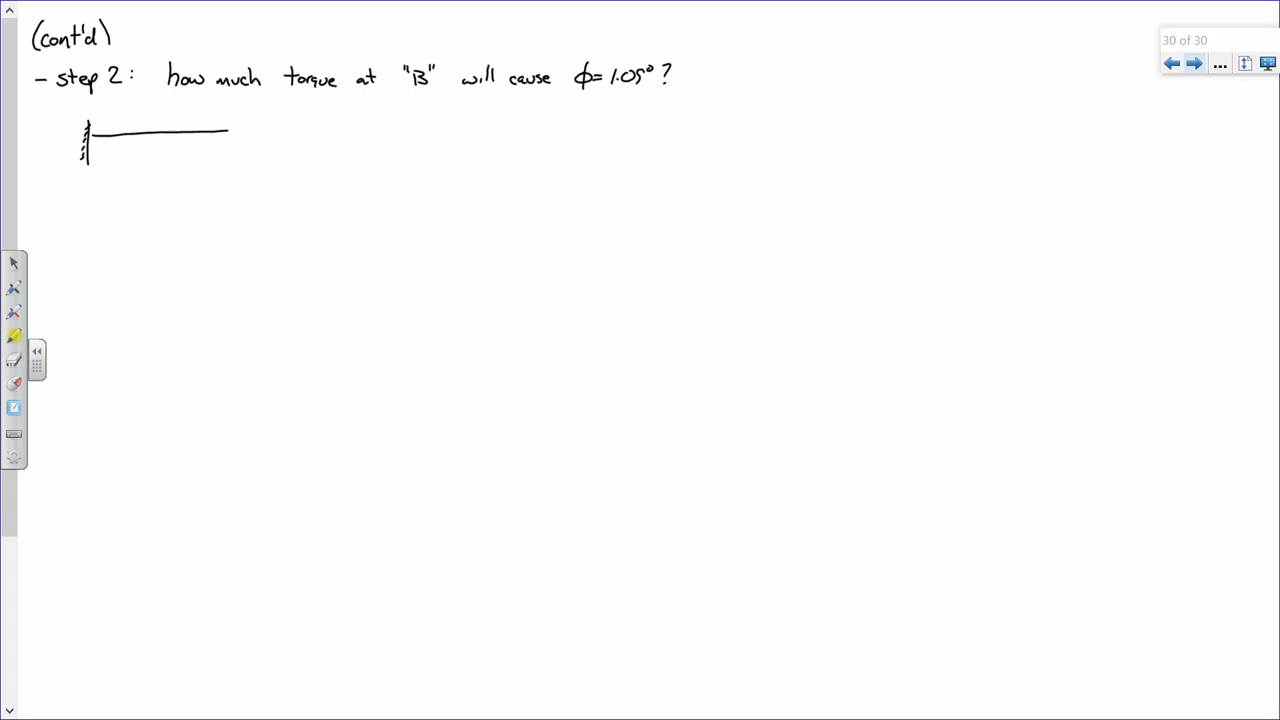 (cont'd)
30 of 30
– step 2: how much torque at "B" will cause ϕ= 1.05° ?
...